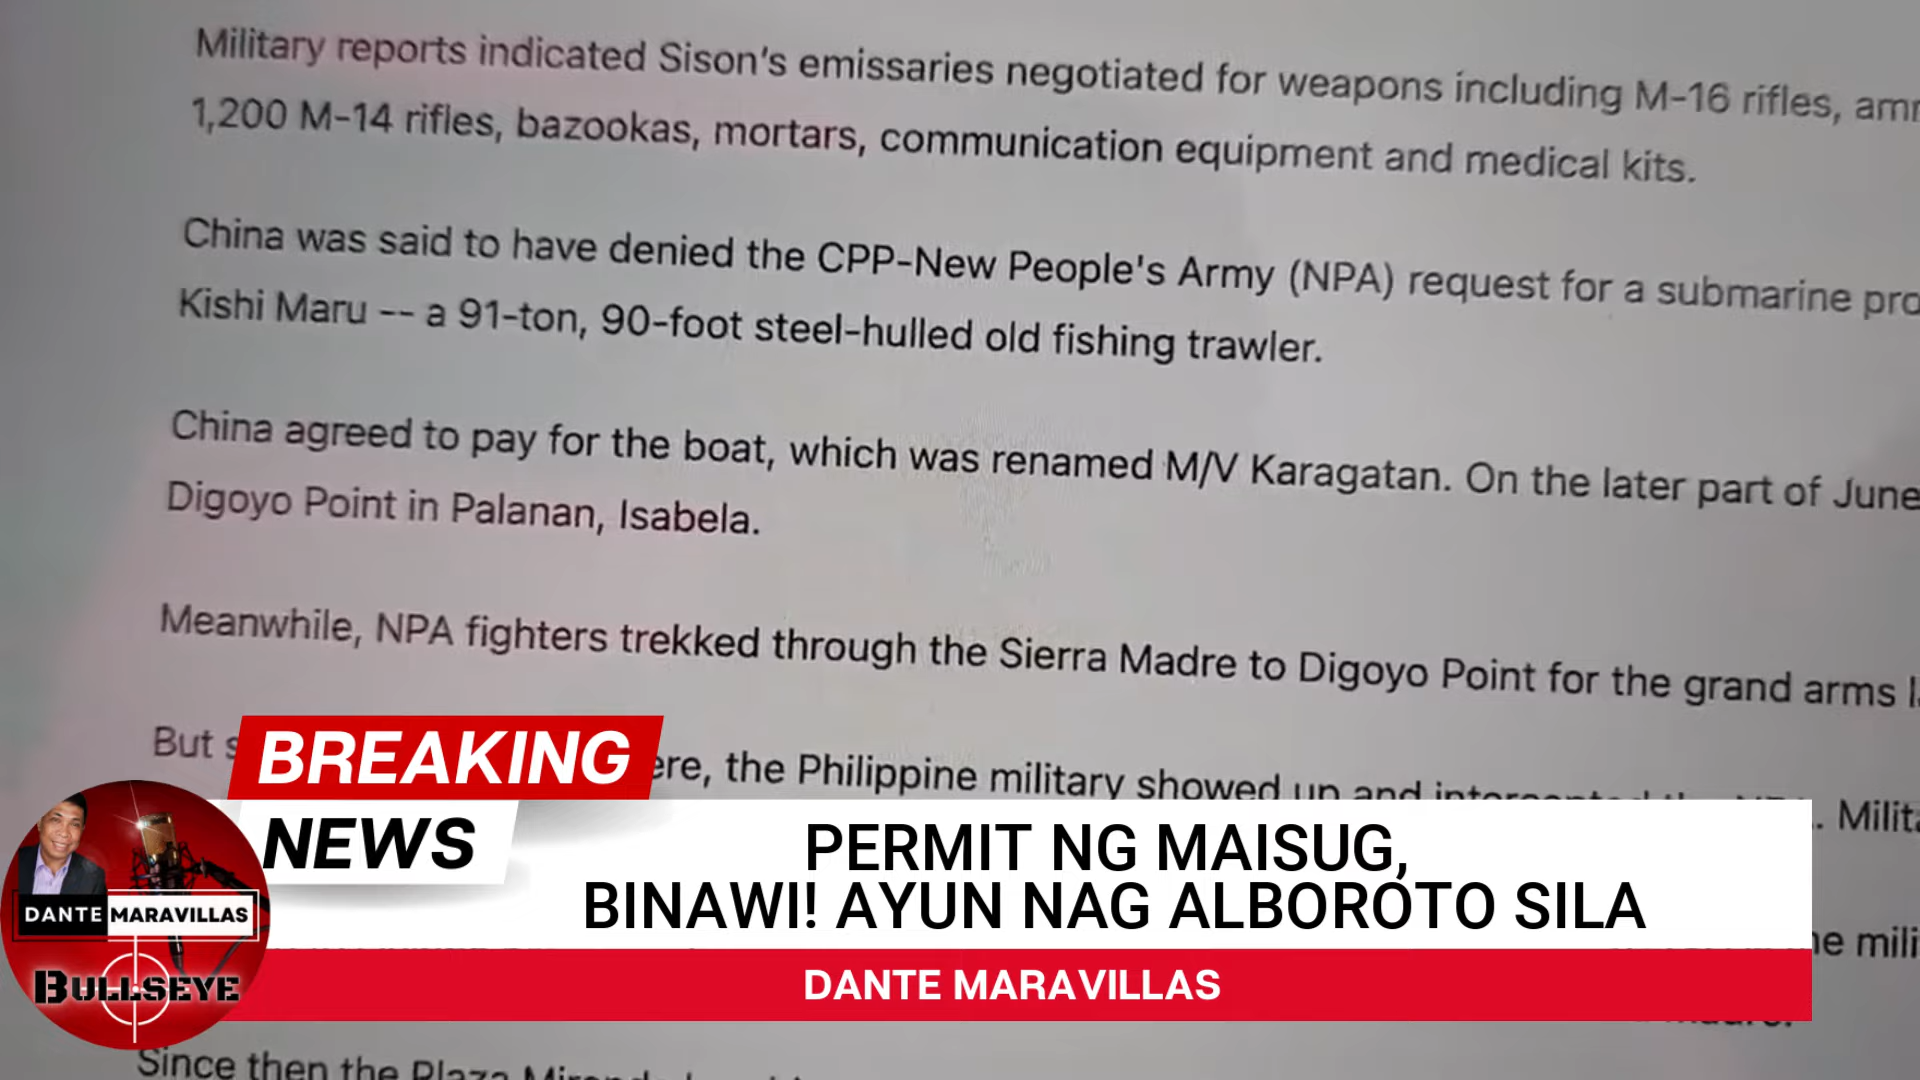 Military reports indicated Sison's emissaries negotiated for weapons including M-16 rifles,
1,200 M-14 rifles, bazookas, mortars, communication equipment and medical kits.
China was said to have denied the CPP-New People's Army (NPA) request for a submarine
Kishi Maru -- a 91-ton, 90-foot steel-hulled old fishing trawler.
China agreed to pay for the boat, which was renamed M/V Karagatan. On the later part of June
Digoyo Point in Palanan, Isabela.
Meanwhile, NPA fighters trekked through the Sierra Madre to Digoyo Point for the grand arms
But
the Philippine military showed up and
BREAKING
NEWS
PERMIT NG MAISUG,
BINAWI! AYUN NAG ALBOROTO SILA
DANTE MARAVILLAS
DANTE MARAVILLAS
BULLSEYE
Since then the Plaza